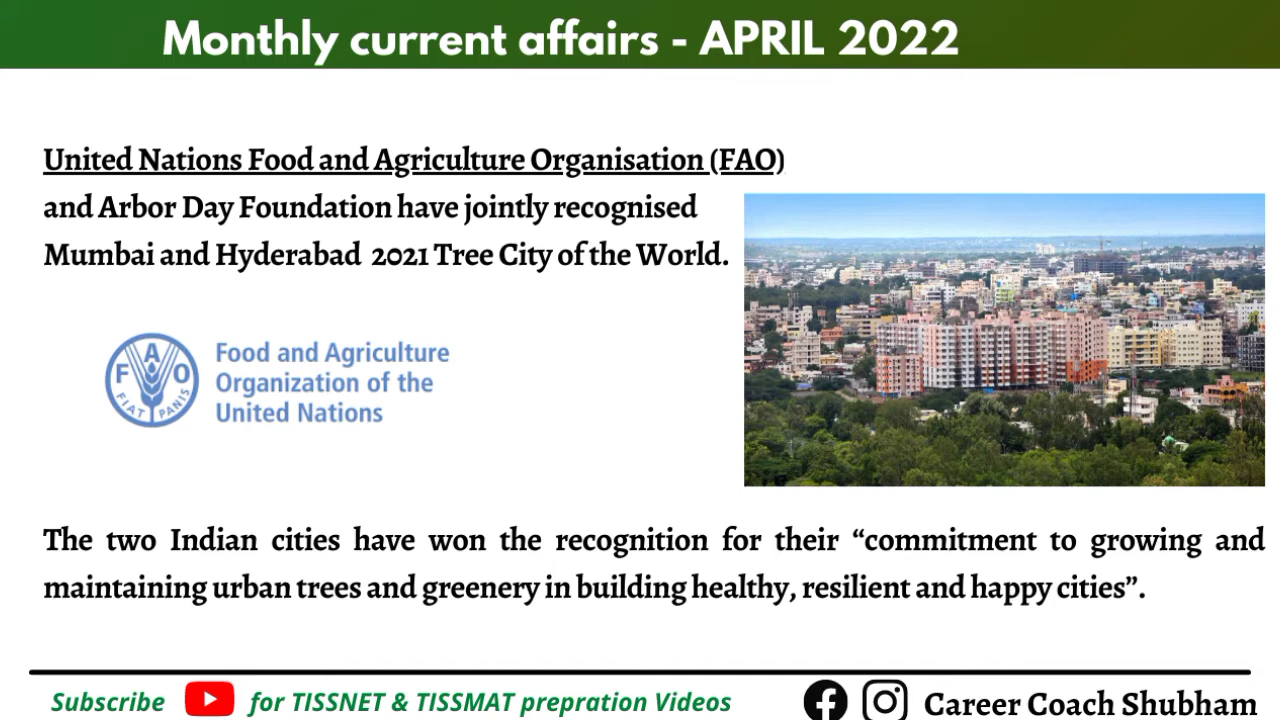 Monthly current affairs - APRIL 2022
United Nations Food and Agriculture Organisation (FAO)
and Arbor Day Foundation have jointly recognised
Mumbai and Hyderabad 2021 Tree City of the World.
F A O
FIAT PANIS
Food and Agriculture
Organization of the
United Nations
The two Indian cities have won the recognition for their “commitment to growing and
maintaining urban trees and greenery in building healthy, resilient and happy cities”.
Subscribe for TISSNET & TISSMAT prepration Videos
Career Coach Shubham